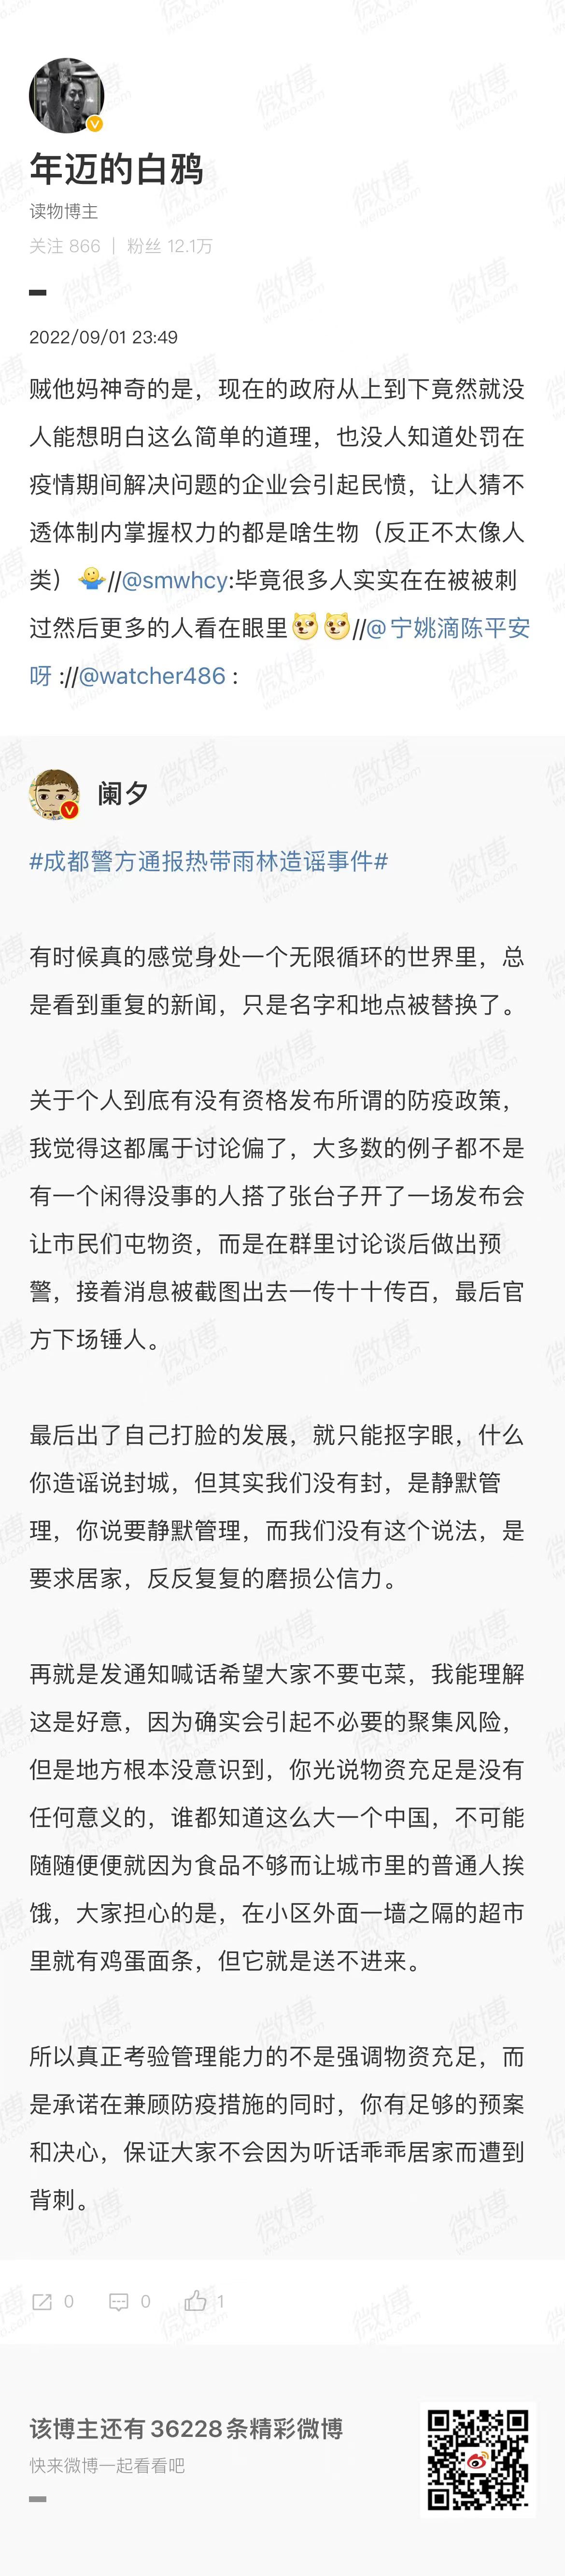 年迈的白鸦
读物博主
关注 866 | 粉丝 12.1万
2022/09/01 23:49
贼他妈神奇的是，现在的政府从上到下竟然就没
人能想明白这么简单的道理，也没人知道处罚在
疫情期间解决问题的企业会引起民愤，让人猜不
透体制内掌握权力的都是啥生物（反正不太像人
类）🤷//@smwhcy:毕竟很多人实实在在被被刺
过然后更多的人看在眼里//@宁姚滴陈平安
呀 ://@watcher486 :
阑夕
#成都警方通报热带雨林造谣事件#
有时候真的感觉身处一个无限循环的世界里，总
是看到重复的新闻，只是名字和地点被替换了。
关于个人到底有没有资格发布所谓的防疫政策，
我觉得这都属于讨论偏了，大多数的例子都不是
有一个闲得没事的人搭了张台子开了一场发布会
让市民们屯物资，而是在群里讨论谈后做出预
警，接着消息被截图出去一传十十传百，最后官
方下场锤人。
最后出了自己打脸的发展，就只能抠字眼，什么
你造谣说封城，但其实我们没有封，是静默管
理，你说要静默管理，而我们没有这个说法，是
要求居家，反反复复的磨损公信力。
再就是发通知喊话希望大家不要屯菜，我能理解
这是好意，因为确实会引起不必要的聚集风险，
但是地方根本没意识到，你光说物资充足是没有
任何意义的，谁都知道这么大一个中国，不可能
随随便便就因为食品不够而让城市里的普通人挨
饿，大家担心的是，在小区外面一墙之隔的超市
里就有鸡蛋面条，但它就是送不进来。
所以真正考验管理能力的不是强调物资充足，而
是承诺在兼顾防疫措施的同时，你有足够的预案
和决心，保证大家不会因为听话乖乖居家而遭到
背刺。
0 0 1
该博主还有36228条精彩微博
快来微博一起看看吧
微博
weibo.com